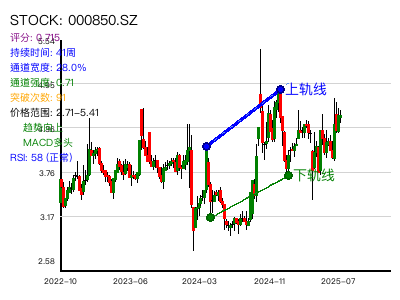 STOCK: 000850.SZ
评分: 0.715
持续时间: 41周
通道宽度: 28.0%
通道强度: 0.71
突破次数: 91
价格范围: 2.71–5.41
趋势向上
MACD多头
RSI: 58 (正常)
上轨线
下轨线
5.54
3.76
3.17
2.58
2022–10
2023–06
2024–03
2024–11
2025–07